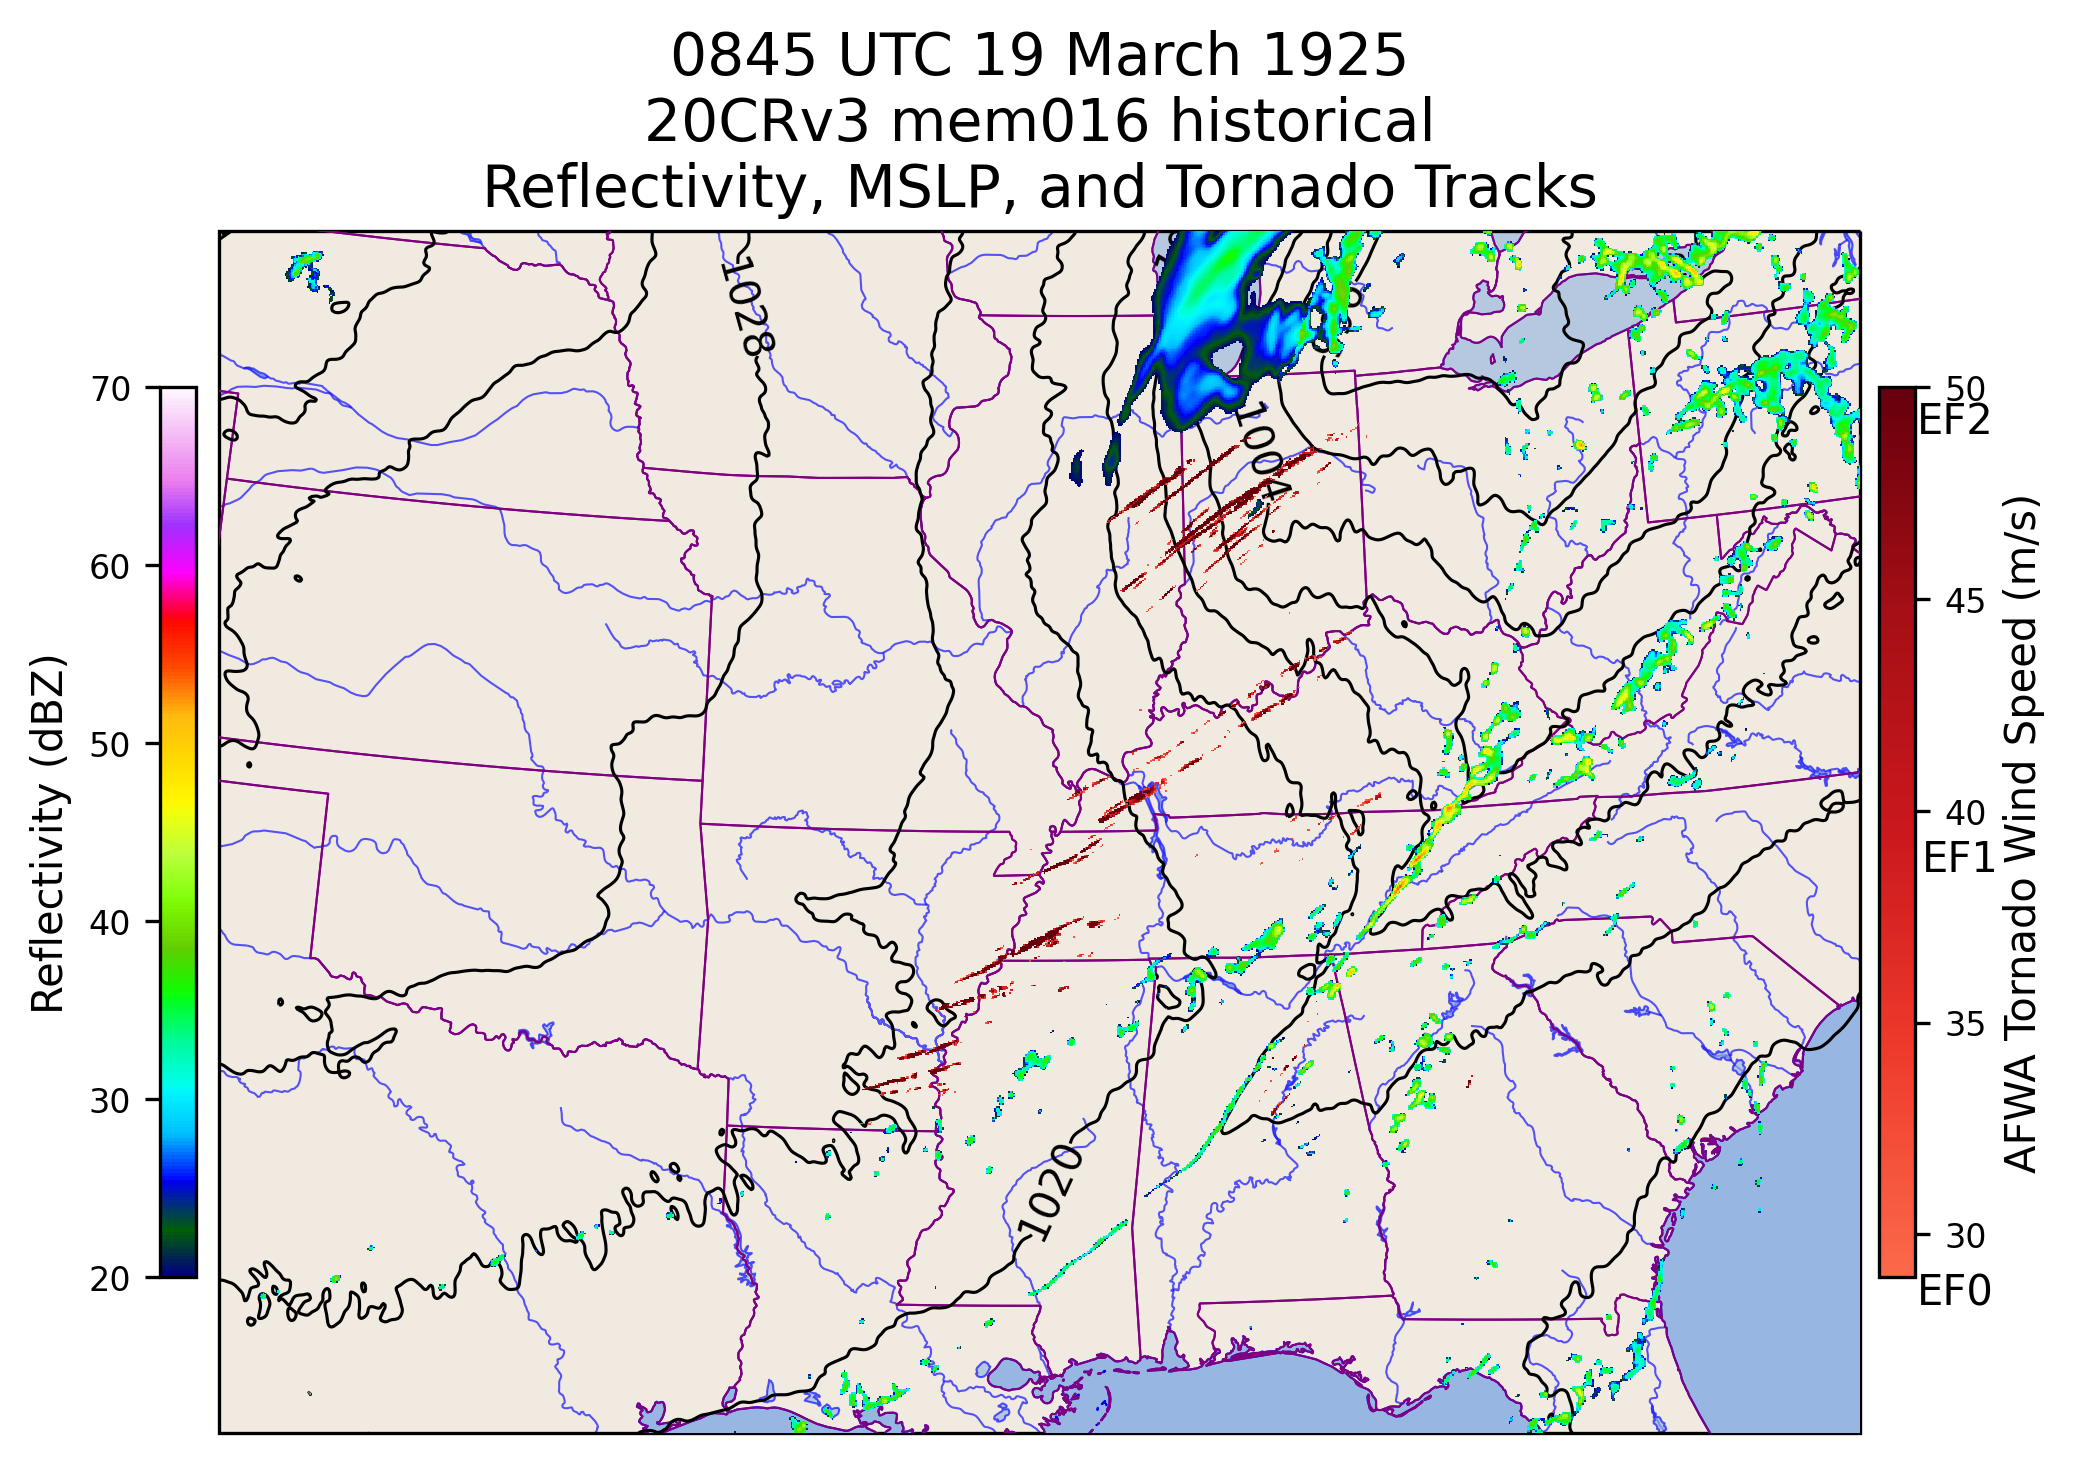 0845 UTC 19 March 1925
20CRv3 mem016 historical
Reflectivity, MSLP, and Tornado Tracks
Reflectivity (dBZ)
70
60
50
40
30
20
1028
1004
1020
50
EF2
45
40
EF1
35
30
EF0
AFWA Tornado Wind Speed (m/s)